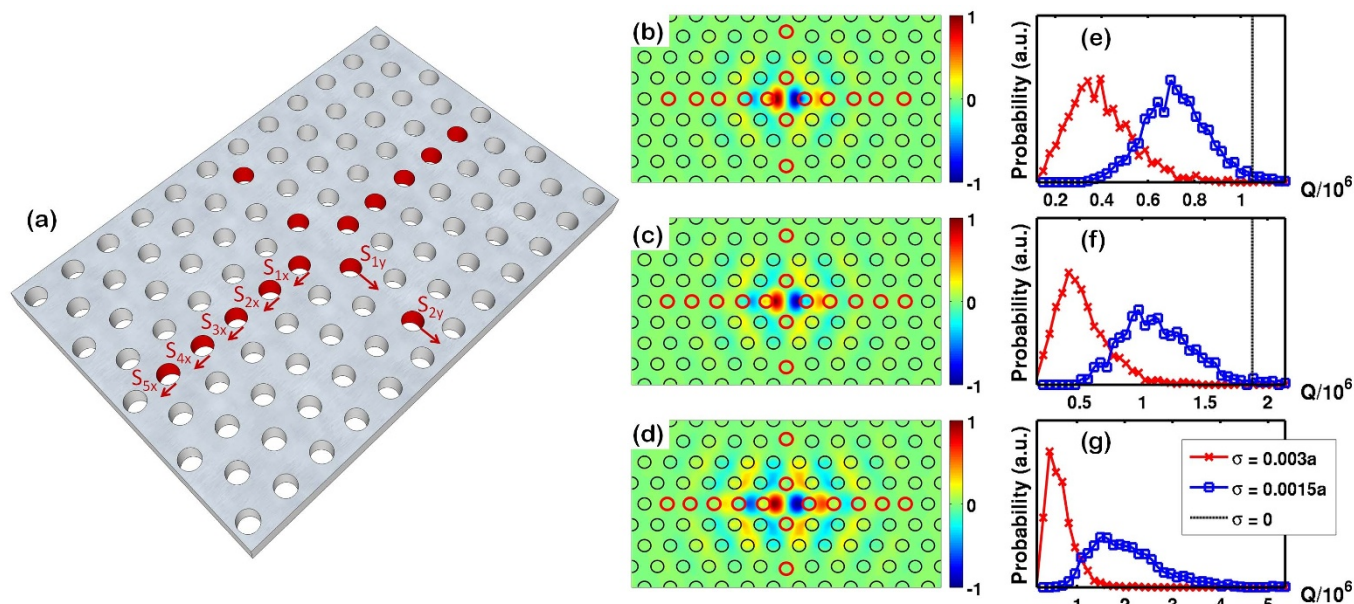 (a)
S1x
S2x
S3x
S4x
S5x
S1y
S2y
(b)
1
0
-1
(c)
1
0
-1
(d)
1
0
-1
(e)
Probability (a.u.)
0.2 0.4 0.6 0.8 1 Q/10^6
(f)
Probability (a.u.)
0.5 1 1.5 2 Q/10^6
(g)
Probability (a.u.)
σ = 0.003a
σ = 0.0015a
σ = 0
1 2 5 Q/10^6